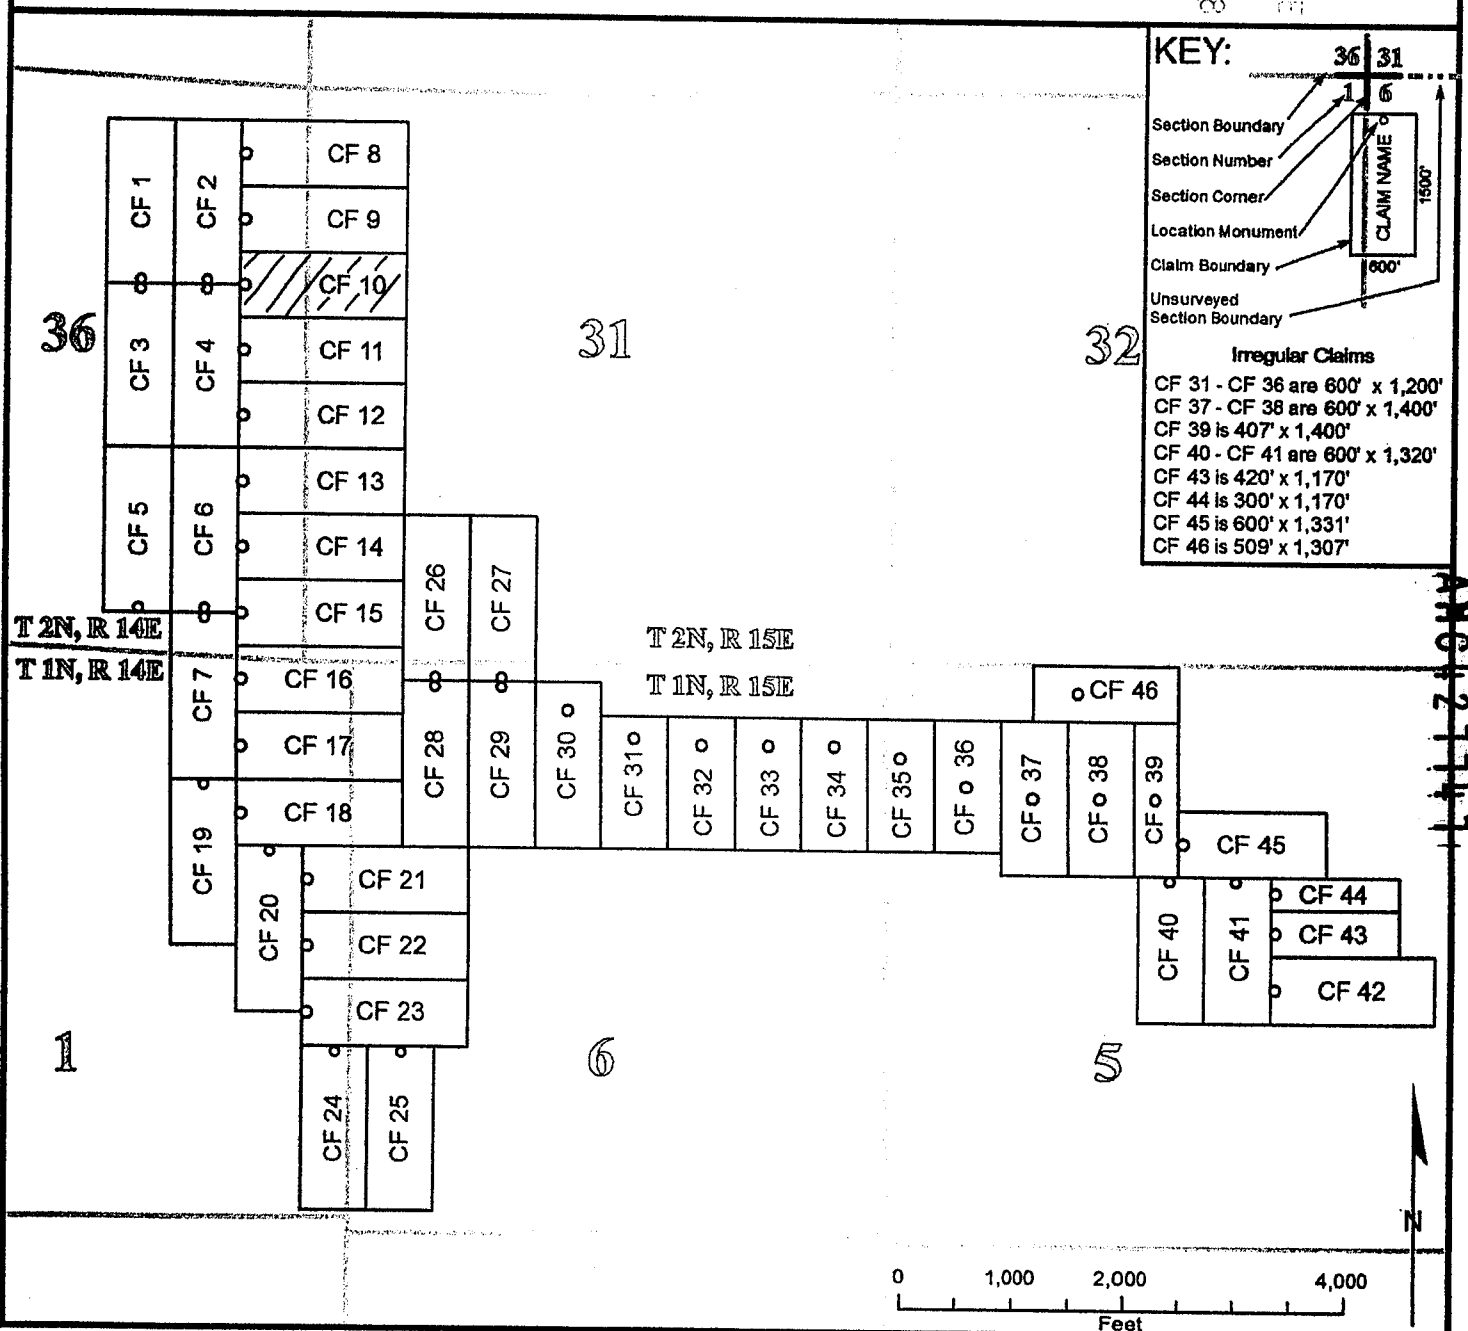 KEY:
36 31
1 6
Section Boundary
Section Number
Section Corner
Location Monument
Claim Boundary
Unsurveyed
Section Boundary
CLAIM NAME
1500'
600'
Irregular Claims
CF 31 - CF 36 are 600' x 1,200'
CF 37 - CF 38 are 600' x 1,400'
CF 39 is 407' x 1,400'
CF 40 - CF 41 are 600' x 1,320'
CF 43 is 420' x 1,170'
CF 44 is 300' x 1,170'
CF 45 is 600' x 1,331'
CF 46 is 509' x 1,307'
CF 1
CF 2
CF 8
CF 9
CF 10
36
CF 3
CF 4
CF 11
31
32
CF 12
CF 13
CF 5
CF 6
CF 14
CF 15
CF 26
CF 27
T 2N, R 14E
T 2N, R 15E
T 1N, R 14E
T 1N, R 15E
CF 7
CF 16
CF 17
CF 18
CF 28
CF 29
CF 30
CF 31
CF 32
CF 33
CF 34
CF 35
CF 36
CF 37
CF 38
CF 39
CF 46
CF 45
CF 19
CF 20
CF 21
CF 22
CF 23
CF 40
CF 41
CF 44
CF 43
CF 42
1
6
5
CF 24
CF 25
N
0 1,000 2,000 4,000
Feet